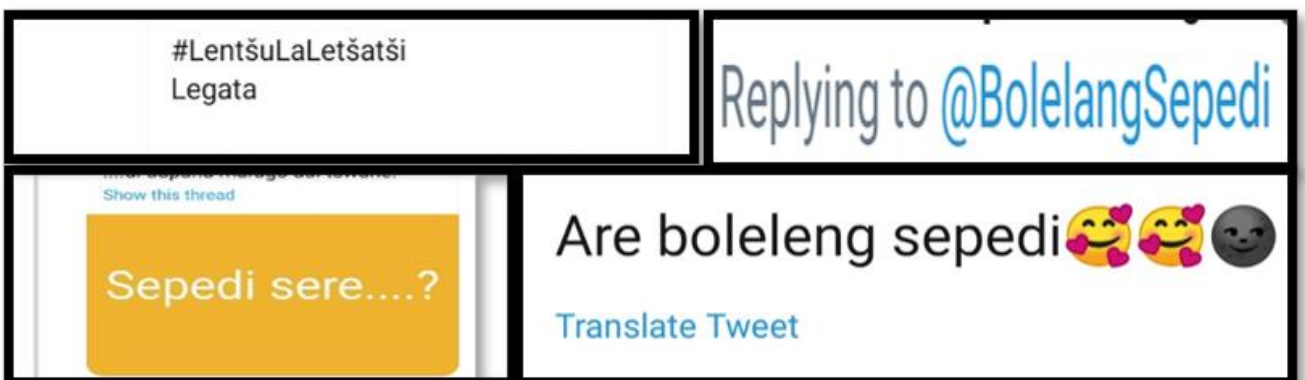 #LentšuLaLetšatši
Legata
Replying to @BolelangSepedi
Show this thread
Sepedi sere....?
Are boleleng sepedi🥰🥰🌚
Translate Tweet